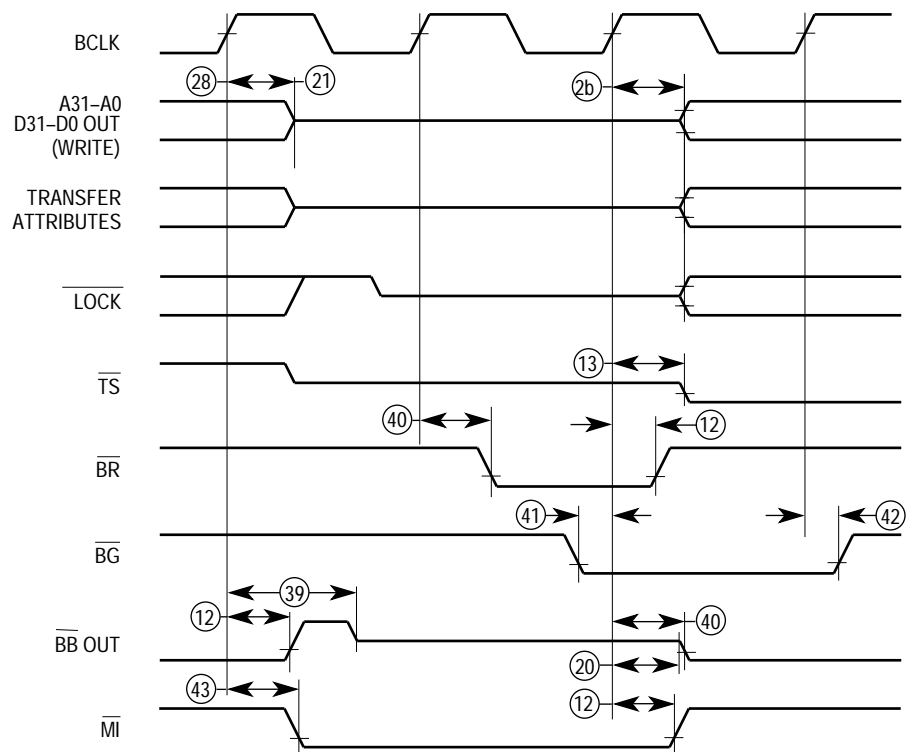 BCLK
28
21
2b
A31–A0
D31–D0 OUT
(WRITE)
TRANSFER
ATTRIBUTES
LOCK
13
TS
40
12
BR
41
42
BG
39
12
40
BB OUT
20
43
12
MI